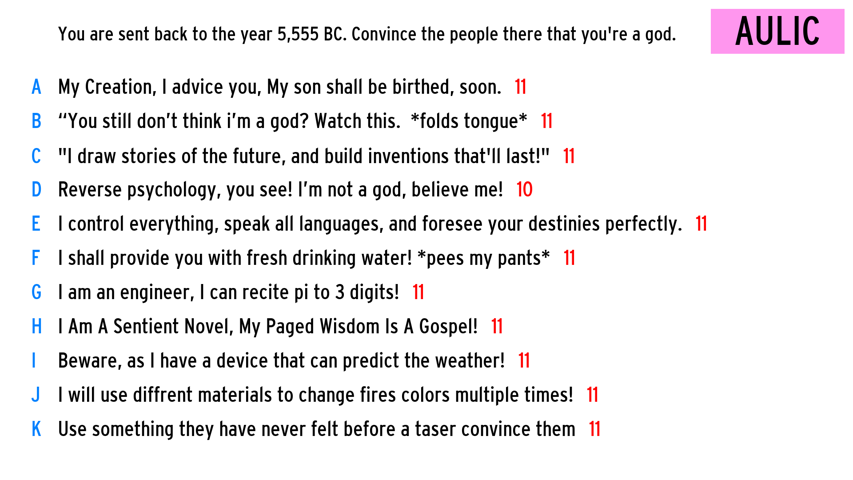 You are sent back to the year 5,555 BC. Convince the people there that you're a god.
AULIC
A My Creation, I advice you, My son shall be birthed, soon. 11
B “You still don’t think i’m a god? Watch this. *folds tongue* 11
C "I draw stories of the future, and build inventions that'll last!" 11
D Reverse psychology, you see! I’m not a god, believe me! 10
E I control everything, speak all languages, and foresee your destinies perfectly. 11
F I shall provide you with fresh drinking water! *pees my pants* 11
G I am an engineer, I can recite pi to 3 digits! 11
H I Am A Sentient Novel, My Paged Wisdom Is A Gospel! 11
I Beware, as I have a device that can predict the weather! 11
J I will use diffrent materials to change fires colors multiple times! 11
K Use something they have never felt before a taser convince them 11